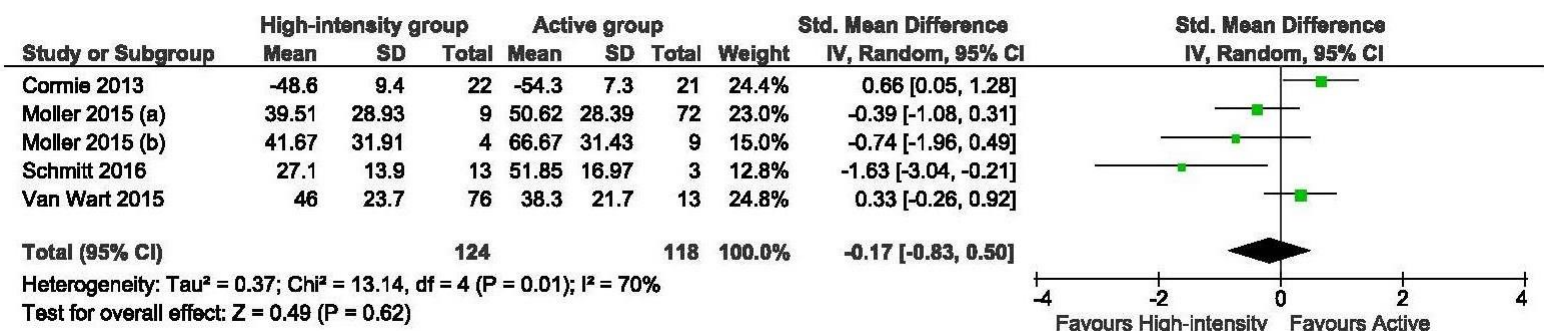 High-intensity group Active group Std. Mean Difference Std. Mean Difference
Study or Subgroup Mean SD Total Mean SD Total Weight IV, Random, 95% CI IV, Random, 95% CI
Cormie 2013 -48.6 9.4 22 -54.3 7.3 21 24.4% 0.66 [0.05, 1.28]
Moller 2015 (a) 39.51 28.93 9 50.62 28.39 72 23.0% -0.39 [-1.08, 0.31]
Moller 2015 (b) 41.67 31.91 4 66.67 31.43 9 15.0% -0.74 [-1.96, 0.49]
Schmitt 2016 27.1 13.9 13 51.85 16.97 3 12.8% -1.63 [-3.04, -0.21]
Van Wart 2015 46 23.7 76 38.3 21.7 13 24.8% 0.33 [-0.26, 0.92]
Total (95% CI) 124 118 100.0% -0.17 [-0.83, 0.50]
Heterogeneity: Tau² = 0.37; Chi² = 13.14, df = 4 (P = 0.01); I² = 70%
Test for overall effect: Z = 0.49 (P = 0.62)
-4 -2 0 2 4
Favours High-intensity Favours Active